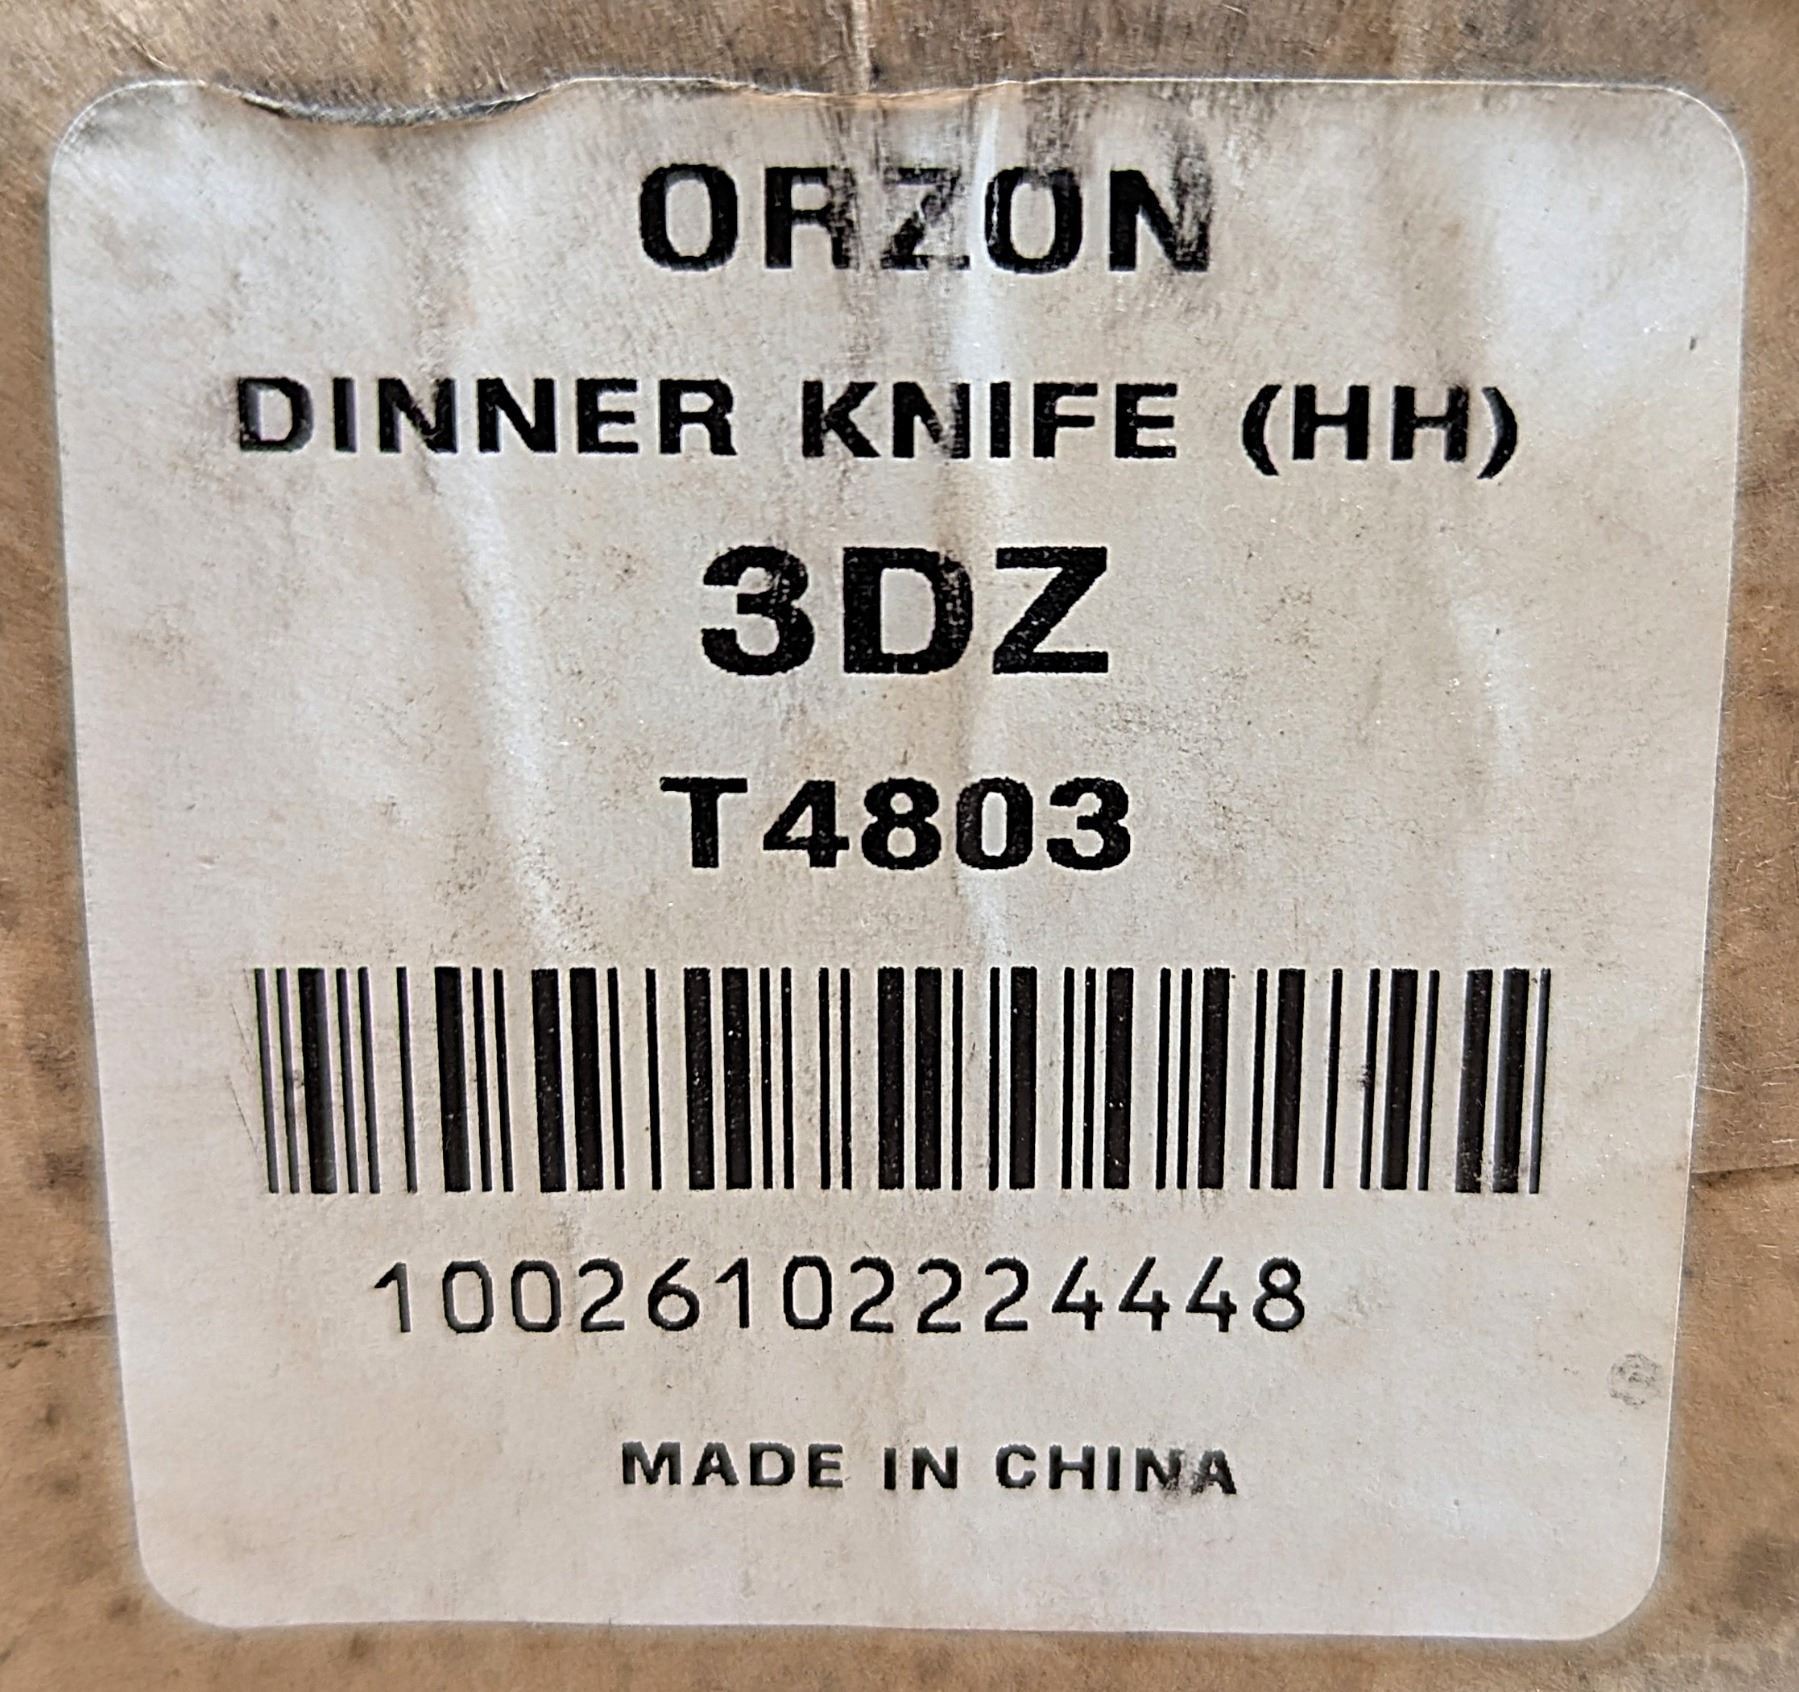 ORZON
DINNER KNIFE (HH)
3DZ
T4803
10026102224448
MADE IN CHINA